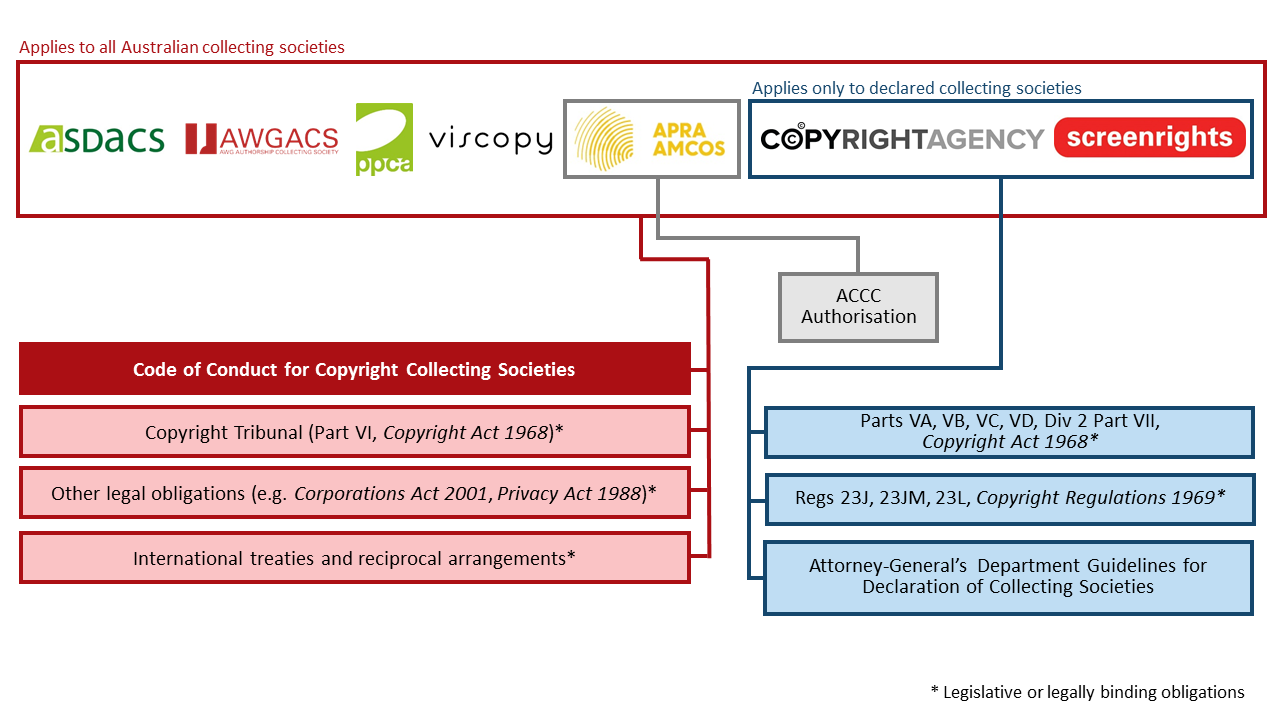 Applies to all Australian collecting societies
Applies only to declared collecting societies
asdacs
AWGACS
AWG AUTHORSHIP COLLECTING SOCIETY
ppca
viscopy
APRA
AMCOS
COPYRIGHTAGENCY
screenrights
ACCC
Authorisation
Code of Conduct for Copyright Collecting Societies
Copyright Tribunal (Part VI, Copyright Act 1968)*
Other legal obligations (e.g. Corporations Act 2001, Privacy Act 1988)*
International treaties and reciprocal arrangements*
Parts VA, VB, VC, VD, Div 2 Part VII,
Copyright Act 1968*
Regs 23J, 23JM, 23L, Copyright Regulations 1969*
Attorney-General’s Department Guidelines for
Declaration of Collecting Societies
* Legislative or legally binding obligations